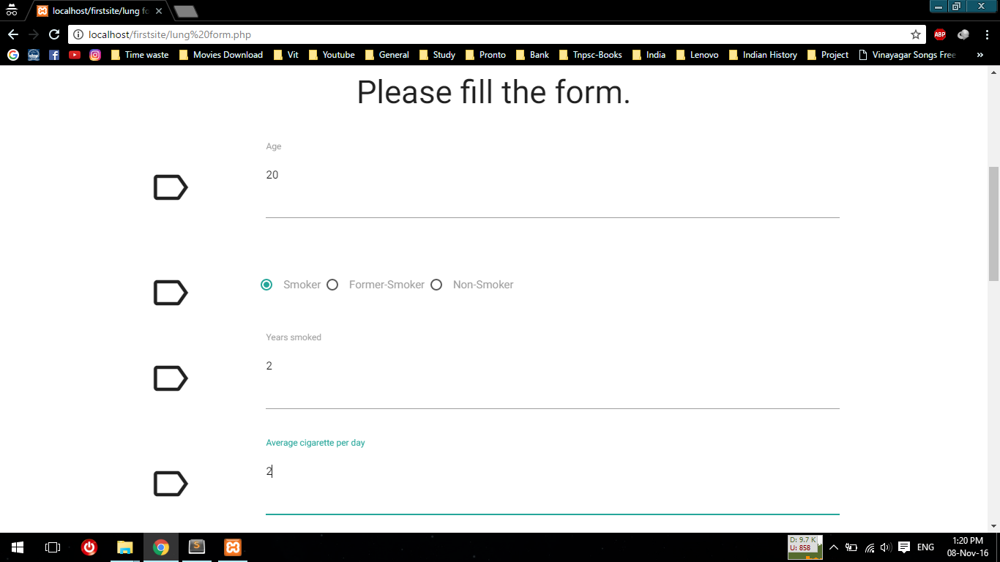 localhost/firstsite/lung fo
localhost/firstsite/lung%20form.php
ABP
Time waste Movies Download Vit Youtube General Study Pronto Bank Tnpsc-Books India Lenovo Indian History Project Vinayagar Songs Free »
Please fill the form.
Age
20
Smoker Former-Smoker Non-Smoker
Years smoked
2
Average cigarette per day
2
D: 9.7 K
U: 858
ENG
1:20 PM
08-Nov-16